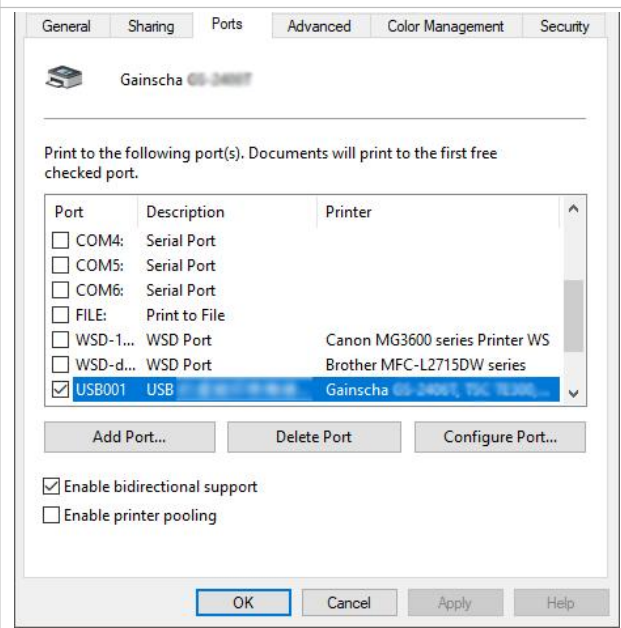 General Sharing Ports Advanced Color Management Security
Gainscha
Print to the following port(s). Documents will print to the first free
checked port.
Port Description Printer
COM4: Serial Port
COM5: Serial Port
COM6: Serial Port
FILE: Print to File
WSD-1... WSD Port Canon MG3600 series Printer WS
WSD-d... WSD Port Brother MFC-L2715DW series
USB001 USB Gainscha
Add Port... Delete Port Configure Port...
Enable bidirectional support
Enable printer pooling
OK Cancel Apply Help